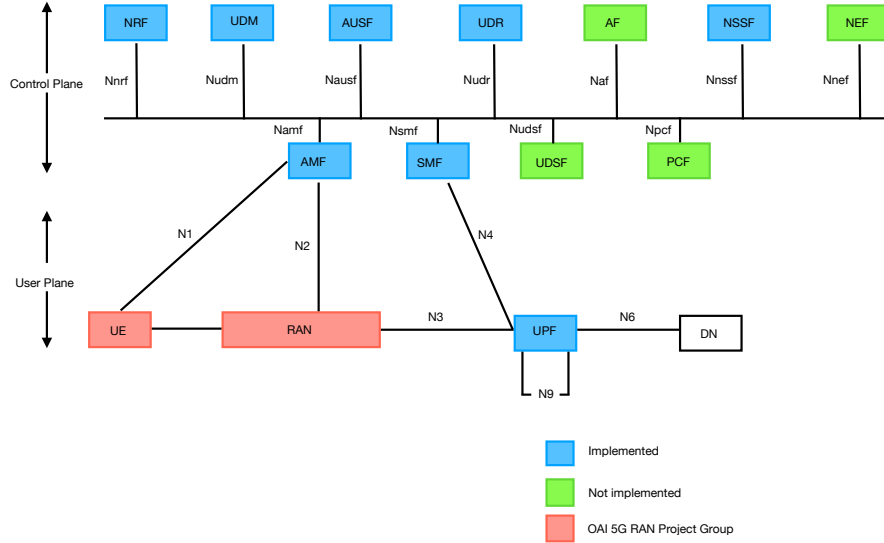 NRF
UDM
AUSF
UDR
AF
NSSF
NEF
Control Plane
Nnrf
Nudm
Nausf
Nudr
Naf
Nnssf
Nnef
Namf
Nsmf
Nudsf
Npcf
AMF
SMF
UDSF
PCF
N1
N2
N4
User Plane
UE
RAN
N3
UPF
N6
DN
N9
Implemented
Not implemented
OAI 5G RAN Project Group